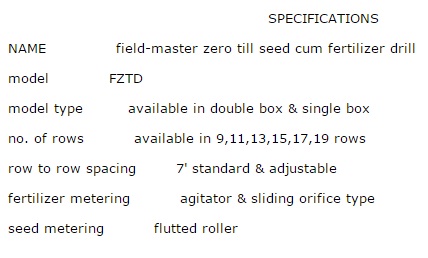 SPECIFICATIONS
NAME field-master zero till seed cum fertilizer drill
model FZTD
model type available in double box & single box
no. of rows available in 9,11,13,15,17,19 rows
row to row spacing 7' standard & adjustable
fertilizer metering agitator & sliding orifice type
seed metering flutted roller